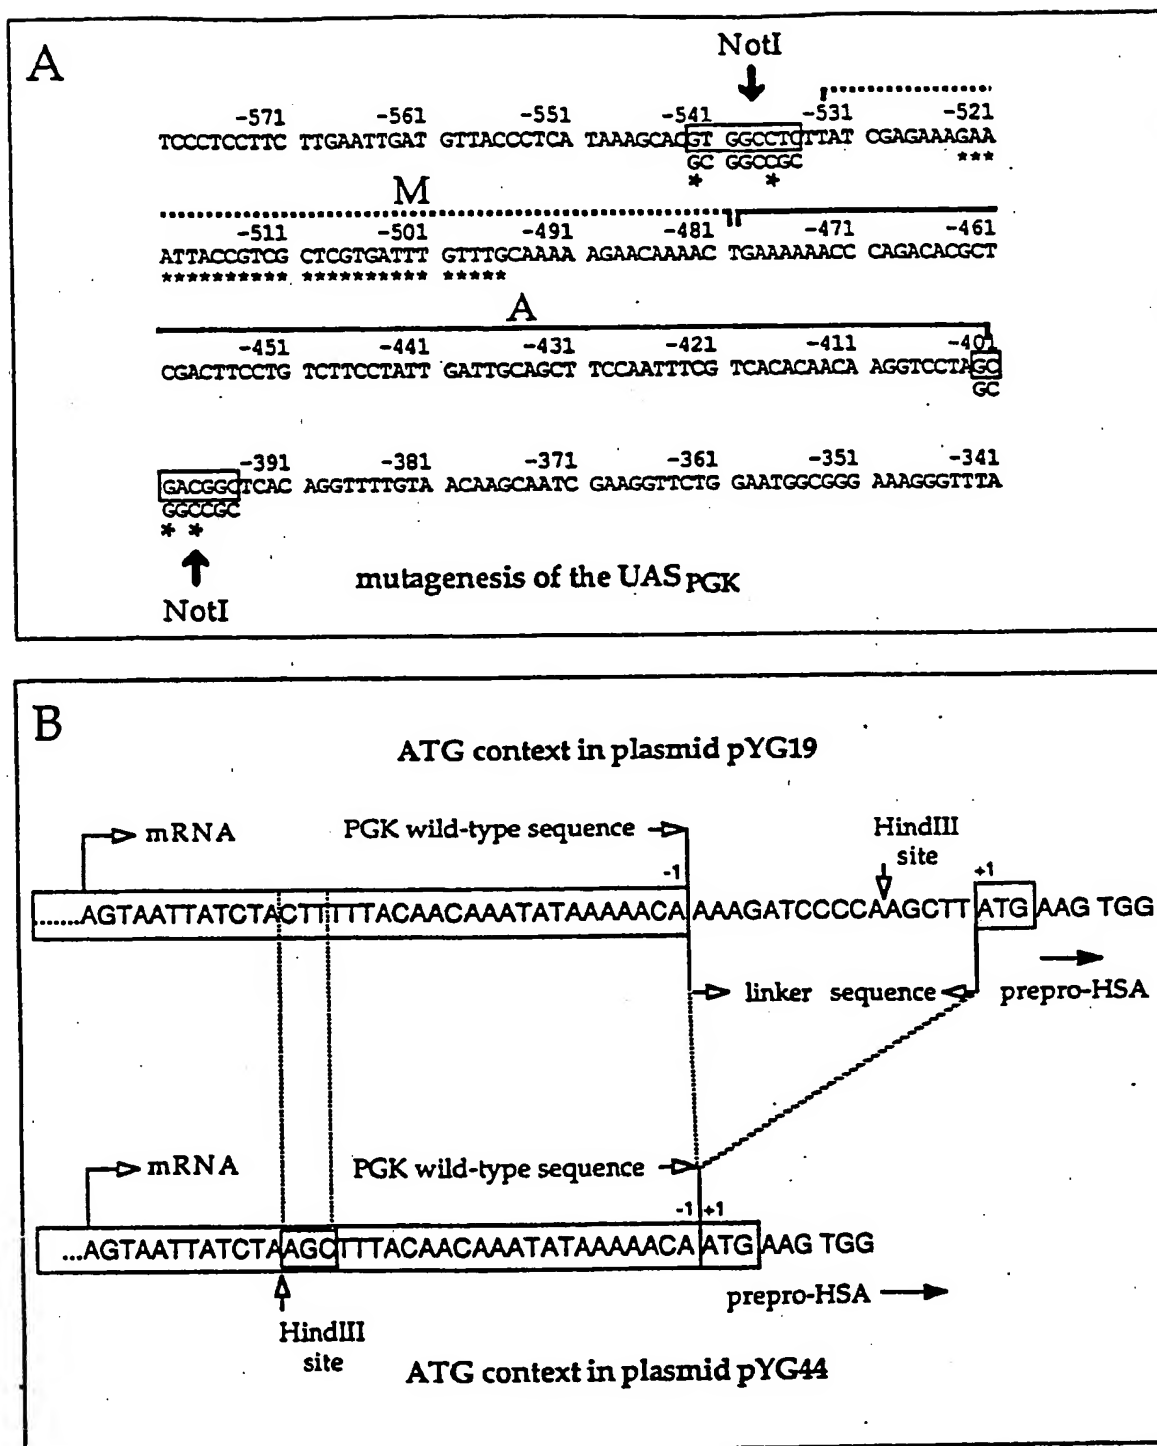 A
NotI
-571 -561 -551 -541 -531 -521
TCCCTCCTTC TTGAATTGAT GTTACCCTCA TAAAGCACGT GGCCTCTTAT CGAGAAAGAA
GC GGCCGC
* * ***
M
-511 -501 -491 -481 -471 -461
ATTACCGTCG CTCGTGATTT GTTTGCAAAA AGAACAAAAC TGAAAAAACC CAGACACGCT
********** ********** *****
A
-451 -441 -431 -421 -411 -401
CGACTTCCTG TCTTCCTATT GATTGCAGCT TCCAATTTCG TCACACAACA AGGTCCTAGC
GC
-391 -381 -371 -361 -351 -341
GACGGCTCAC AGGTTTTGTA ACAAGCAATC GAAGGTTCTG GAATGGCGGG AAAGGGTTTA
GGCCGC
* *
mutagenesis of the UAS PGK
NotI
B
ATG context in plasmid pYG19
mRNA PGK wild-type sequence HindIII
site
-1 +1
.......AGTAATTATCTACTTTTTACAACAAATATAAAAACA AAAGATCCCCAAGCTT ATG AAG TGG
linker sequence prepro-HSA
mRNA PGK wild-type sequence
-1 +1
...AGTAATTATCTAAGCTTTACAACAAATATAAAAACA ATG AAG TGG
prepro-HSA
HindIII
site
ATG context in plasmid pYG44